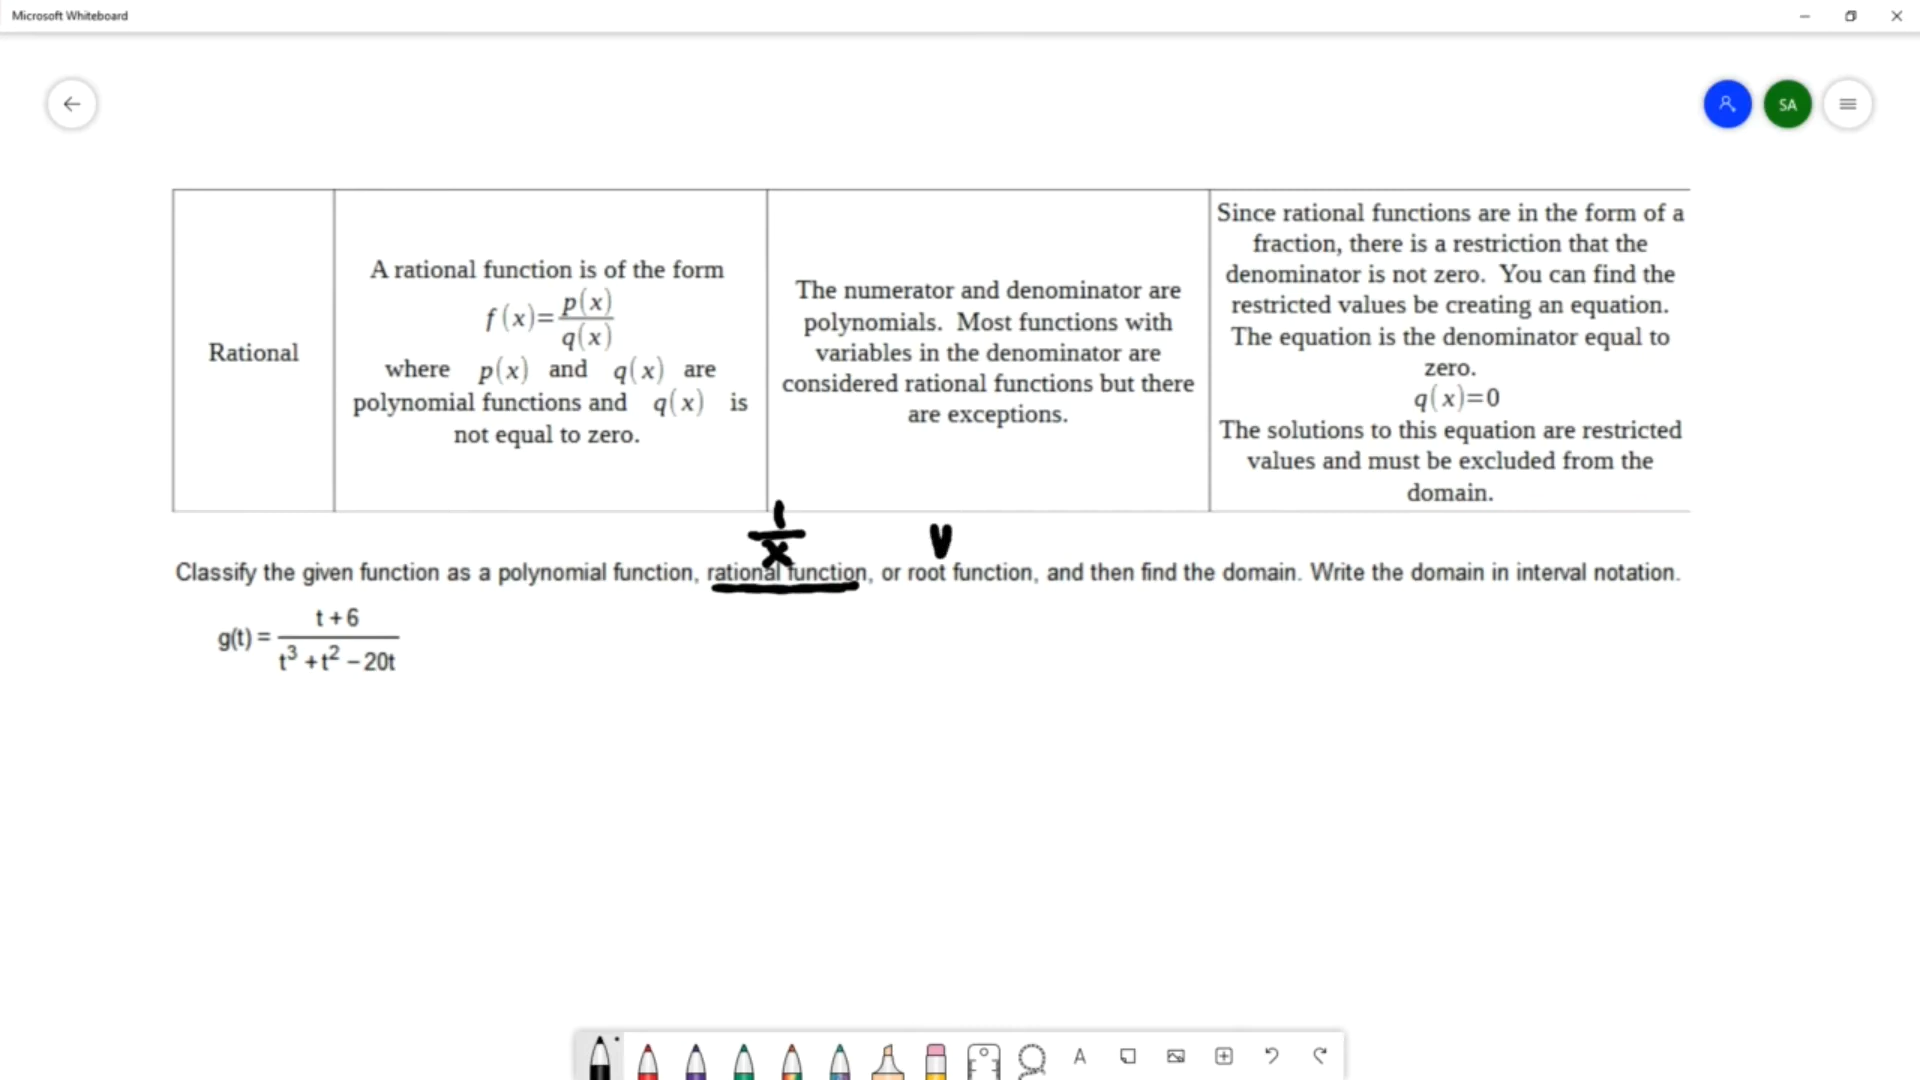 Microsoft Whiteboard
SA
Rational
A rational function is of the form
f(x)=p(x)/q(x)
where p(x) and q(x) are
polynomial functions and q(x) is
not equal to zero.
The numerator and denominator are
polynomials. Most functions with
variables in the denominator are
considered rational functions but there
are exceptions.
Since rational functions are in the form of a
fraction, there is a restriction that the
denominator is not zero. You can find the
restricted values be creating an equation.
The equation is the denominator equal to
zero.
q(x)=0
The solutions to this equation are restricted
values and must be excluded from the
domain.
1
x
Classify the given function as a polynomial function, rational function, or root function, and then find the domain. Write the domain in interval notation.
g(t) = t + 6
t³ + t² − 20t
A